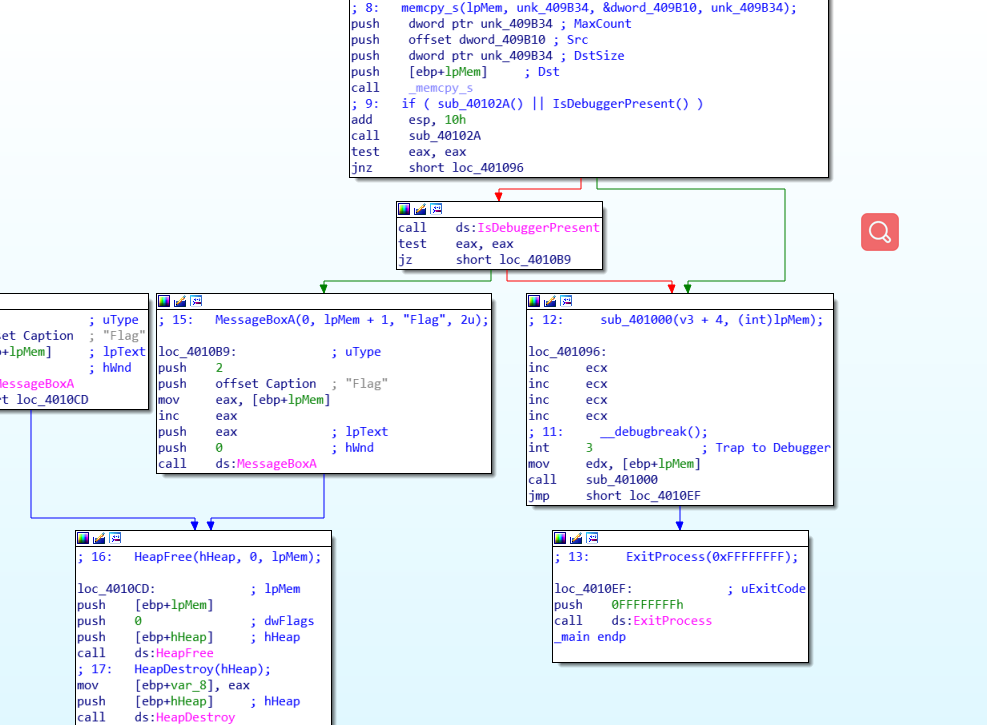 ; 8:   memcpy_s(lpMem, unk_409B34, &dword_409B10, unk_409B34);
push    dword ptr unk_409B34 ; MaxCount
push    offset dword_409B10 ; Src
push    dword ptr unk_409B34 ; DstSize
push    [ebp+lpMem]     ; Dst
call    _memcpy_s
; 9:   if ( sub_40102A() || IsDebuggerPresent() )
add     esp, 10h
call    sub_40102A
test    eax, eax
jnz     short loc_401096
call    ds:IsDebuggerPresent
test    eax, eax
jz      short loc_4010B9
; uType
set Caption  ; "Flag"
+lpMem]     ; lpText
; hWnd
MessageBoxA
rt loc_4010CD
; 15:   MessageBoxA(0, lpMem + 1, "Flag", 2u);
loc_4010B9:             ; uType
push    2
push    offset Caption  ; "Flag"
mov     eax, [ebp+lpMem]
inc     eax
push    eax             ; lpText
push    0               ; hWnd
call    ds:MessageBoxA
; 12:     sub_401000(v3 + 4, (int)lpMem);
loc_401096:
inc     ecx
inc     ecx
inc     ecx
inc     ecx
; 11:     __debugbreak();
int     3               ; Trap to Debugger
mov     edx, [ebp+lpMem]
call    sub_401000
jmp     short loc_4010EF
; 16:   HeapFree(hHeap, 0, lpMem);
loc_4010CD:             ; lpMem
push    [ebp+lpMem]
push    0               ; dwFlags
push    [ebp+hHeap]     ; hHeap
call    ds:HeapFree
; 17:   HeapDestroy(hHeap);
mov     [ebp+var_8], eax
push    [ebp+hHeap]     ; hHeap
call    ds:HeapDestroy
; 13:     ExitProcess(0xFFFFFFFF);
loc_4010EF:             ; uExitCode
push    0FFFFFFFFh
call    ds:ExitProcess
_main endp